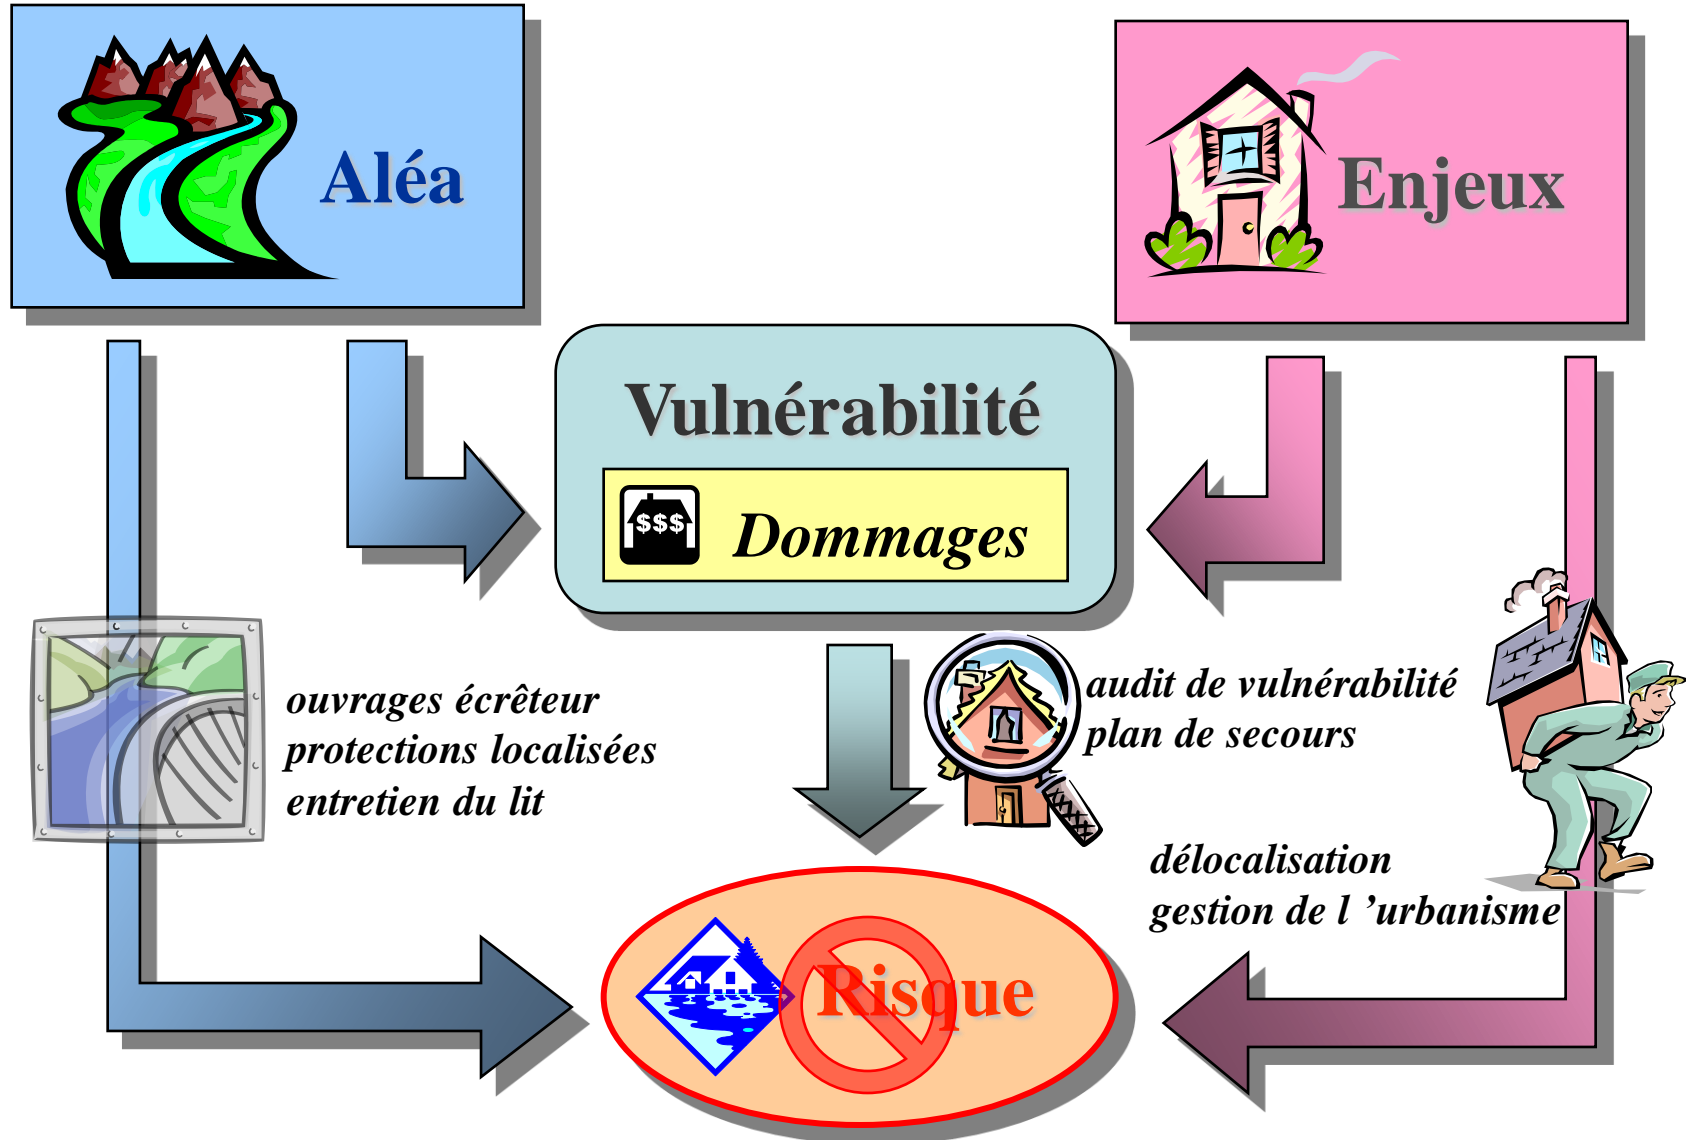 Aléa
Enjeux
Vulnérabilité
$$$
Dommages
ouvrages écrêteur
protections localisées
entretien du lit
audit de vulnérabilité
plan de secours
délocalisation
gestion de l ’urbanisme
Risque